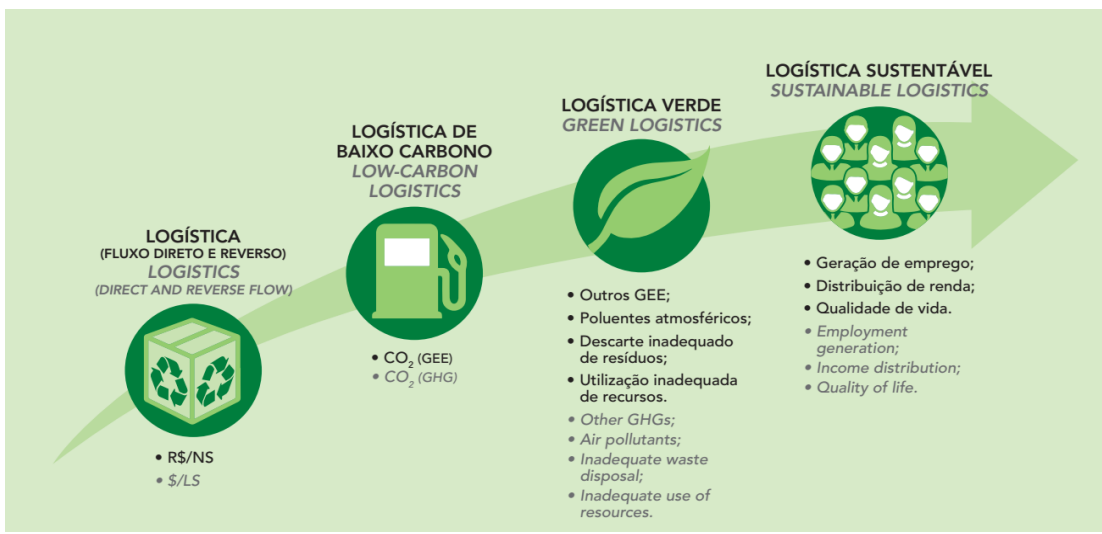 LOGÍSTICA
(FLUXO DIRETO E REVERSO)
LOGISTICS
(DIRECT AND REVERSE FLOW)
• R$/NS
• $/LS
LOGÍSTICA DE
BAIXO CARBONO
LOW-CARBON
LOGISTICS
• CO₂ (GEE)
• CO₂ (GHG)
LOGÍSTICA VERDE
GREEN LOGISTICS
• Outros GEE;
• Poluentes atmosféricos;
• Descarte inadequado
de resíduos;
• Utilização inadequada
de recursos.
• Other GHGs;
• Air pollutants;
• Inadequate waste
disposal;
• Inadequate use of
resources.
LOGÍSTICA SUSTENTÁVEL
SUSTAINABLE LOGISTICS
• Geração de emprego;
• Distribuição de renda;
• Qualidade de vida.
• Employment
generation;
• Income distribution;
• Quality of life.